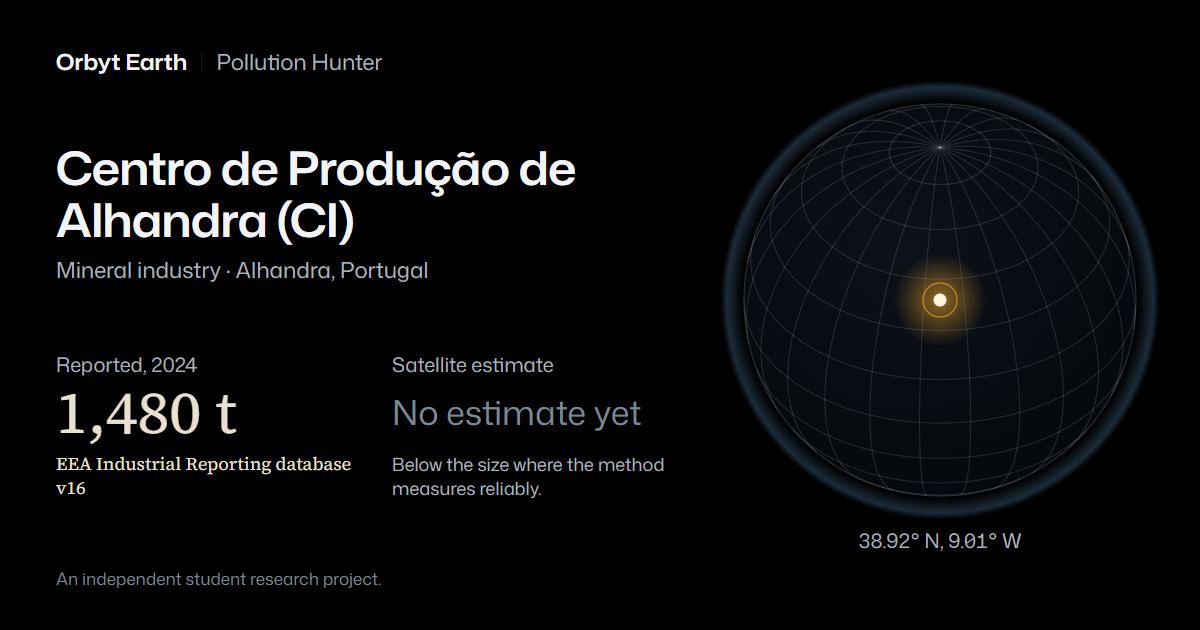 Orbyt Earth | Pollution Hunter
Centro de Produção de
Alhandra (CI)
Mineral industry · Alhandra, Portugal
Reported, 2024
1,480 t
EEA Industrial Reporting database
v16
Satellite estimate
No estimate yet
Below the size where the method
measures reliably.
38.92° N, 9.01° W
An independent student research project.